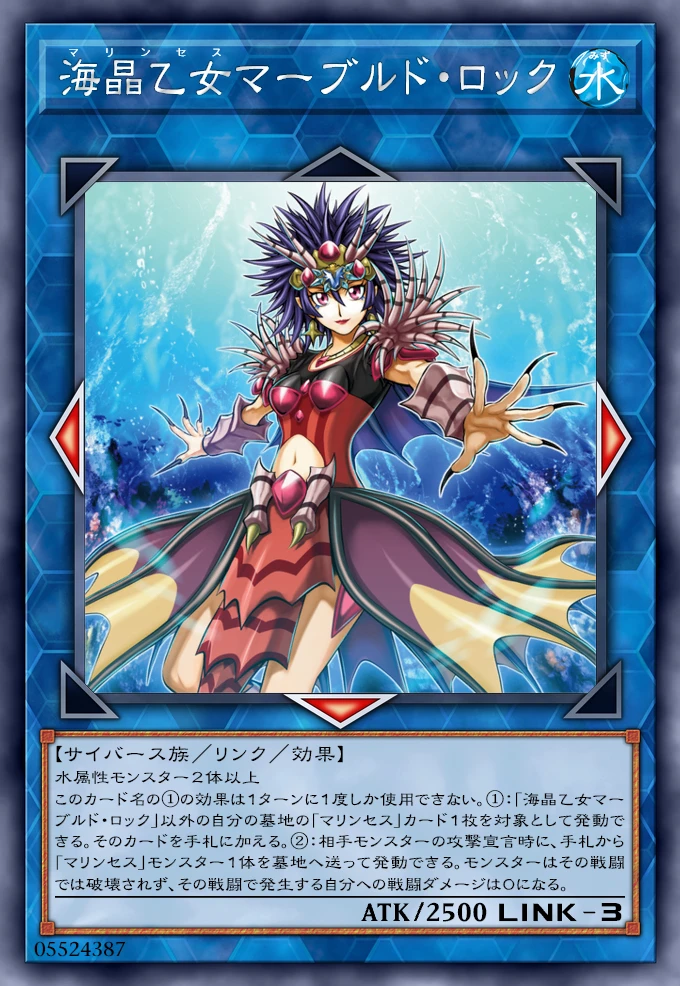 マリンセス
海晶乙女マーブルド・ロック
みず
水
【サイバース族／リンク／効果】
水属性モンスター２体以上
このカード名の①の効果は１ターンに１度しか使用できない。①：「海晶乙女マー
ブルド・ロック」以外の自分の墓地の「マリンセス」カード１枚を対象として発動で
きる。そのカードを手札に加える。②：相手モンスターの攻撃宣言時に、手札から
「マリンセス」モンスター１体を墓地へ送って発動できる。モンスターはその戦闘
では破壊されず、その戦闘で発生する自分への戦闘ダメージは０になる。
ATK/2500 LINK-3
05524387